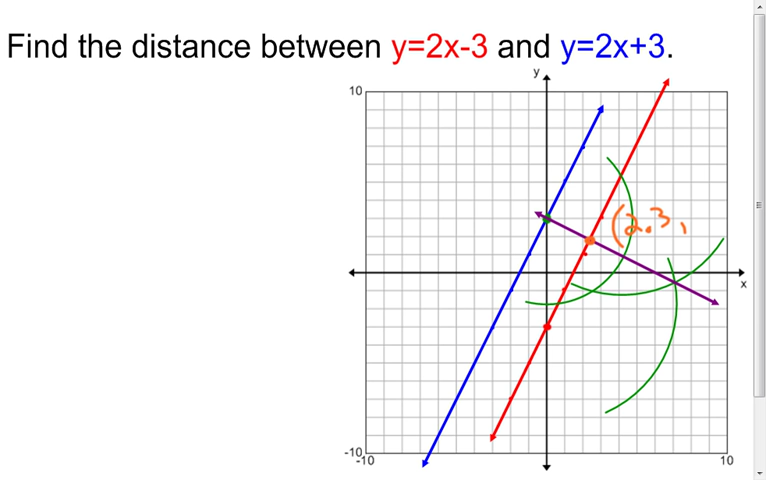 Find the distance between y=2x-3 and y=2x+3.
y
10
(2.3,
x
-10
-10
10